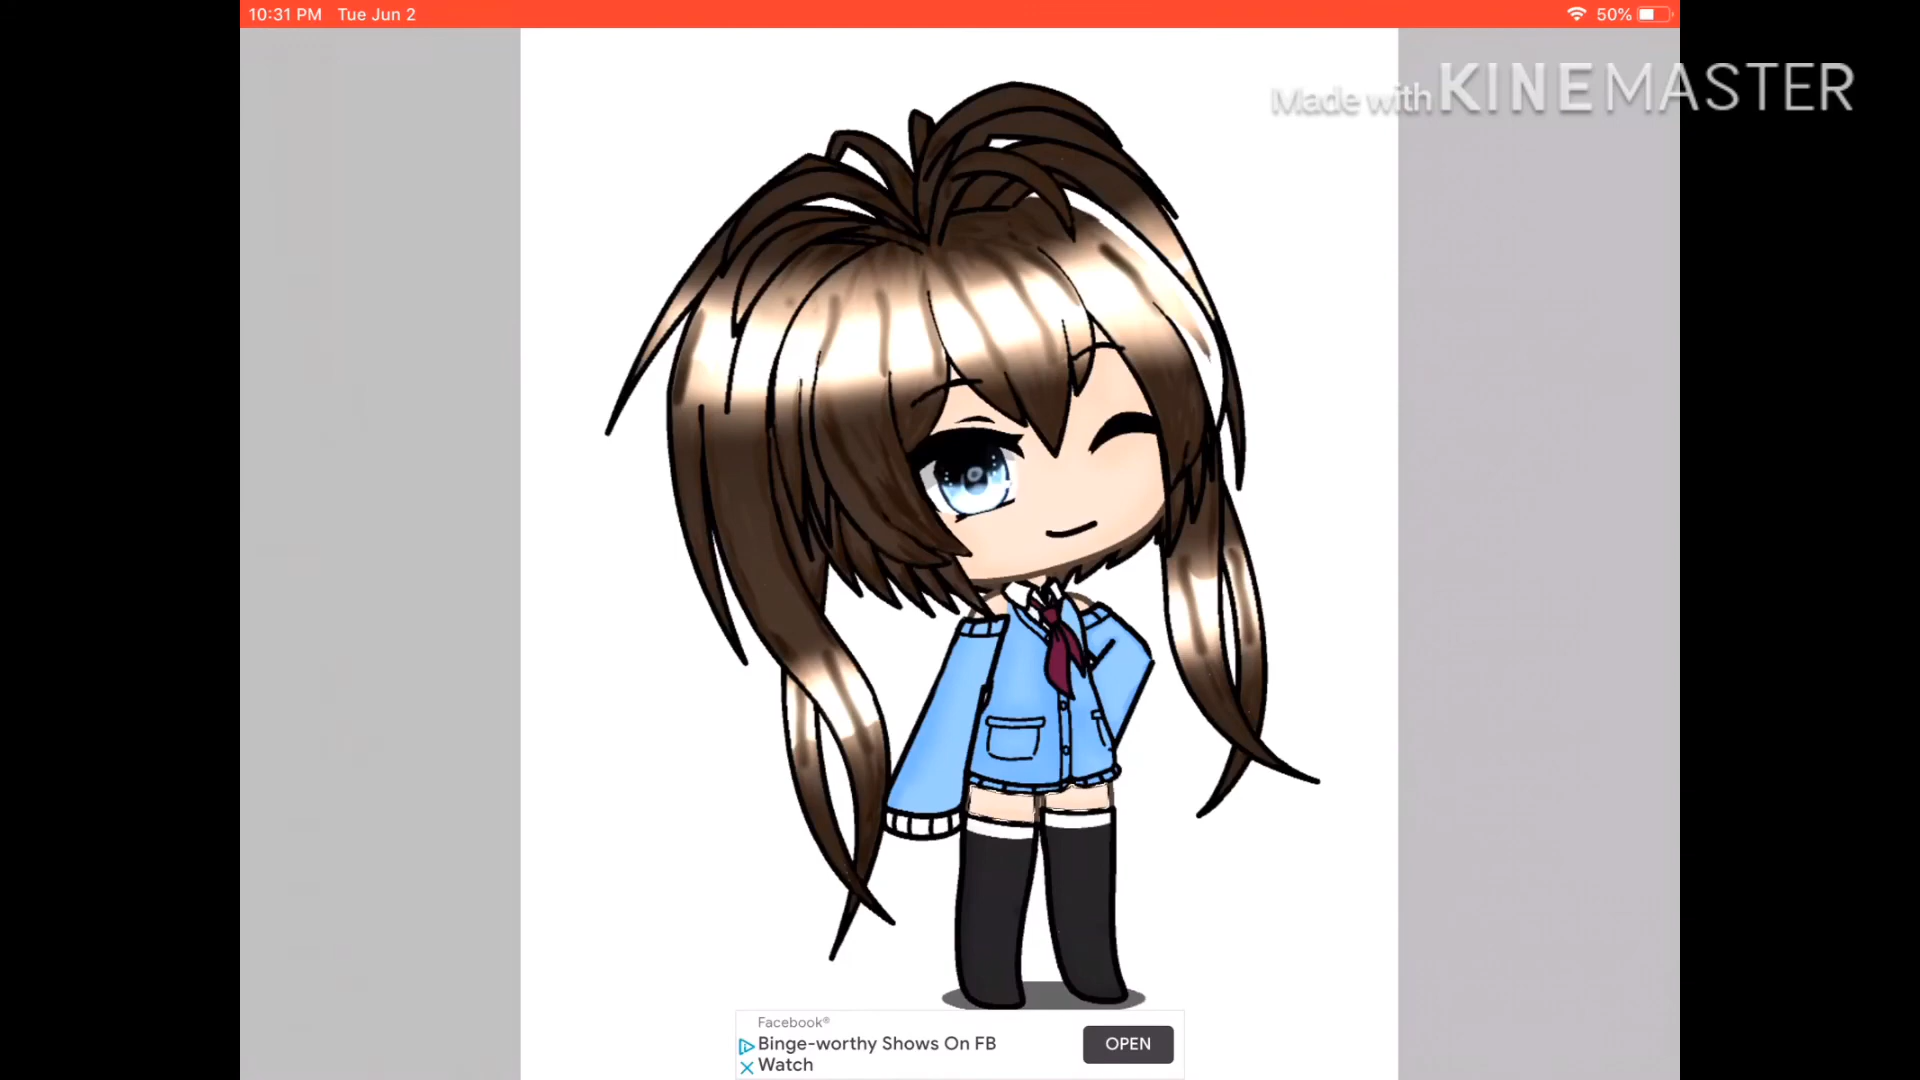 10:31 PM Tue Jun 2
50%
Made with KINEMASTER
Facebook®
Binge-worthy Shows On FB
Watch
OPEN